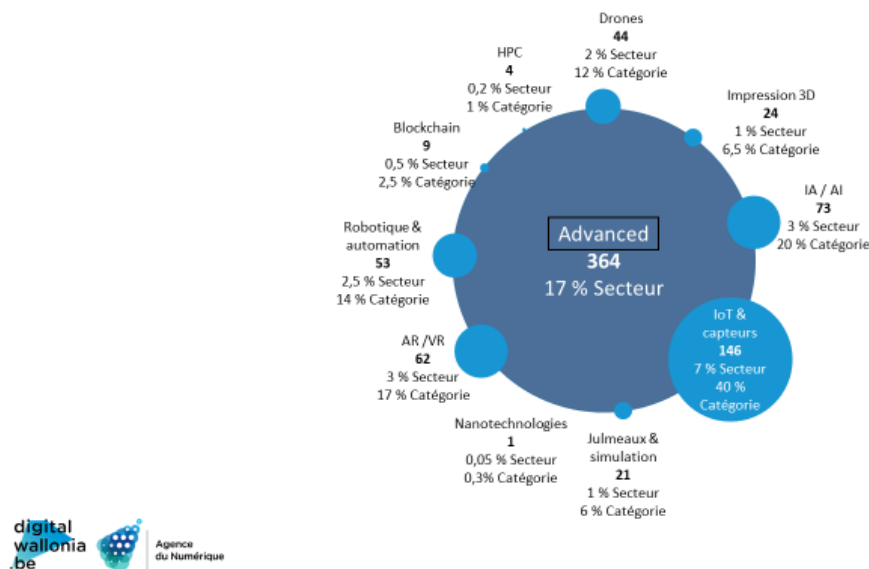 Drones
44
2 % Secteur
12 % Catégorie
HPC
4
0,2 % Secteur
1 % Catégorie
Impression 3D
24
1 % Secteur
6,5 % Catégorie
Blockchain
9
0,5 % Secteur
2,5 % Catégorie
IA / AI
73
3 % Secteur
20 % Catégorie
Robotique &
automation
53
2,5 % Secteur
14 % Catégorie
Advanced
364
17 % Secteur
IoT &
capteurs
146
7 % Secteur
40 %
Catégorie
AR /VR
62
3 % Secteur
17 % Catégorie
Nanotechnologies
1
0,05 % Secteur
0,3% Catégorie
Julmeaux &
simulation
21
1 % Secteur
6 % Catégorie
digital
wallonia
.be
Agence
du Numérique